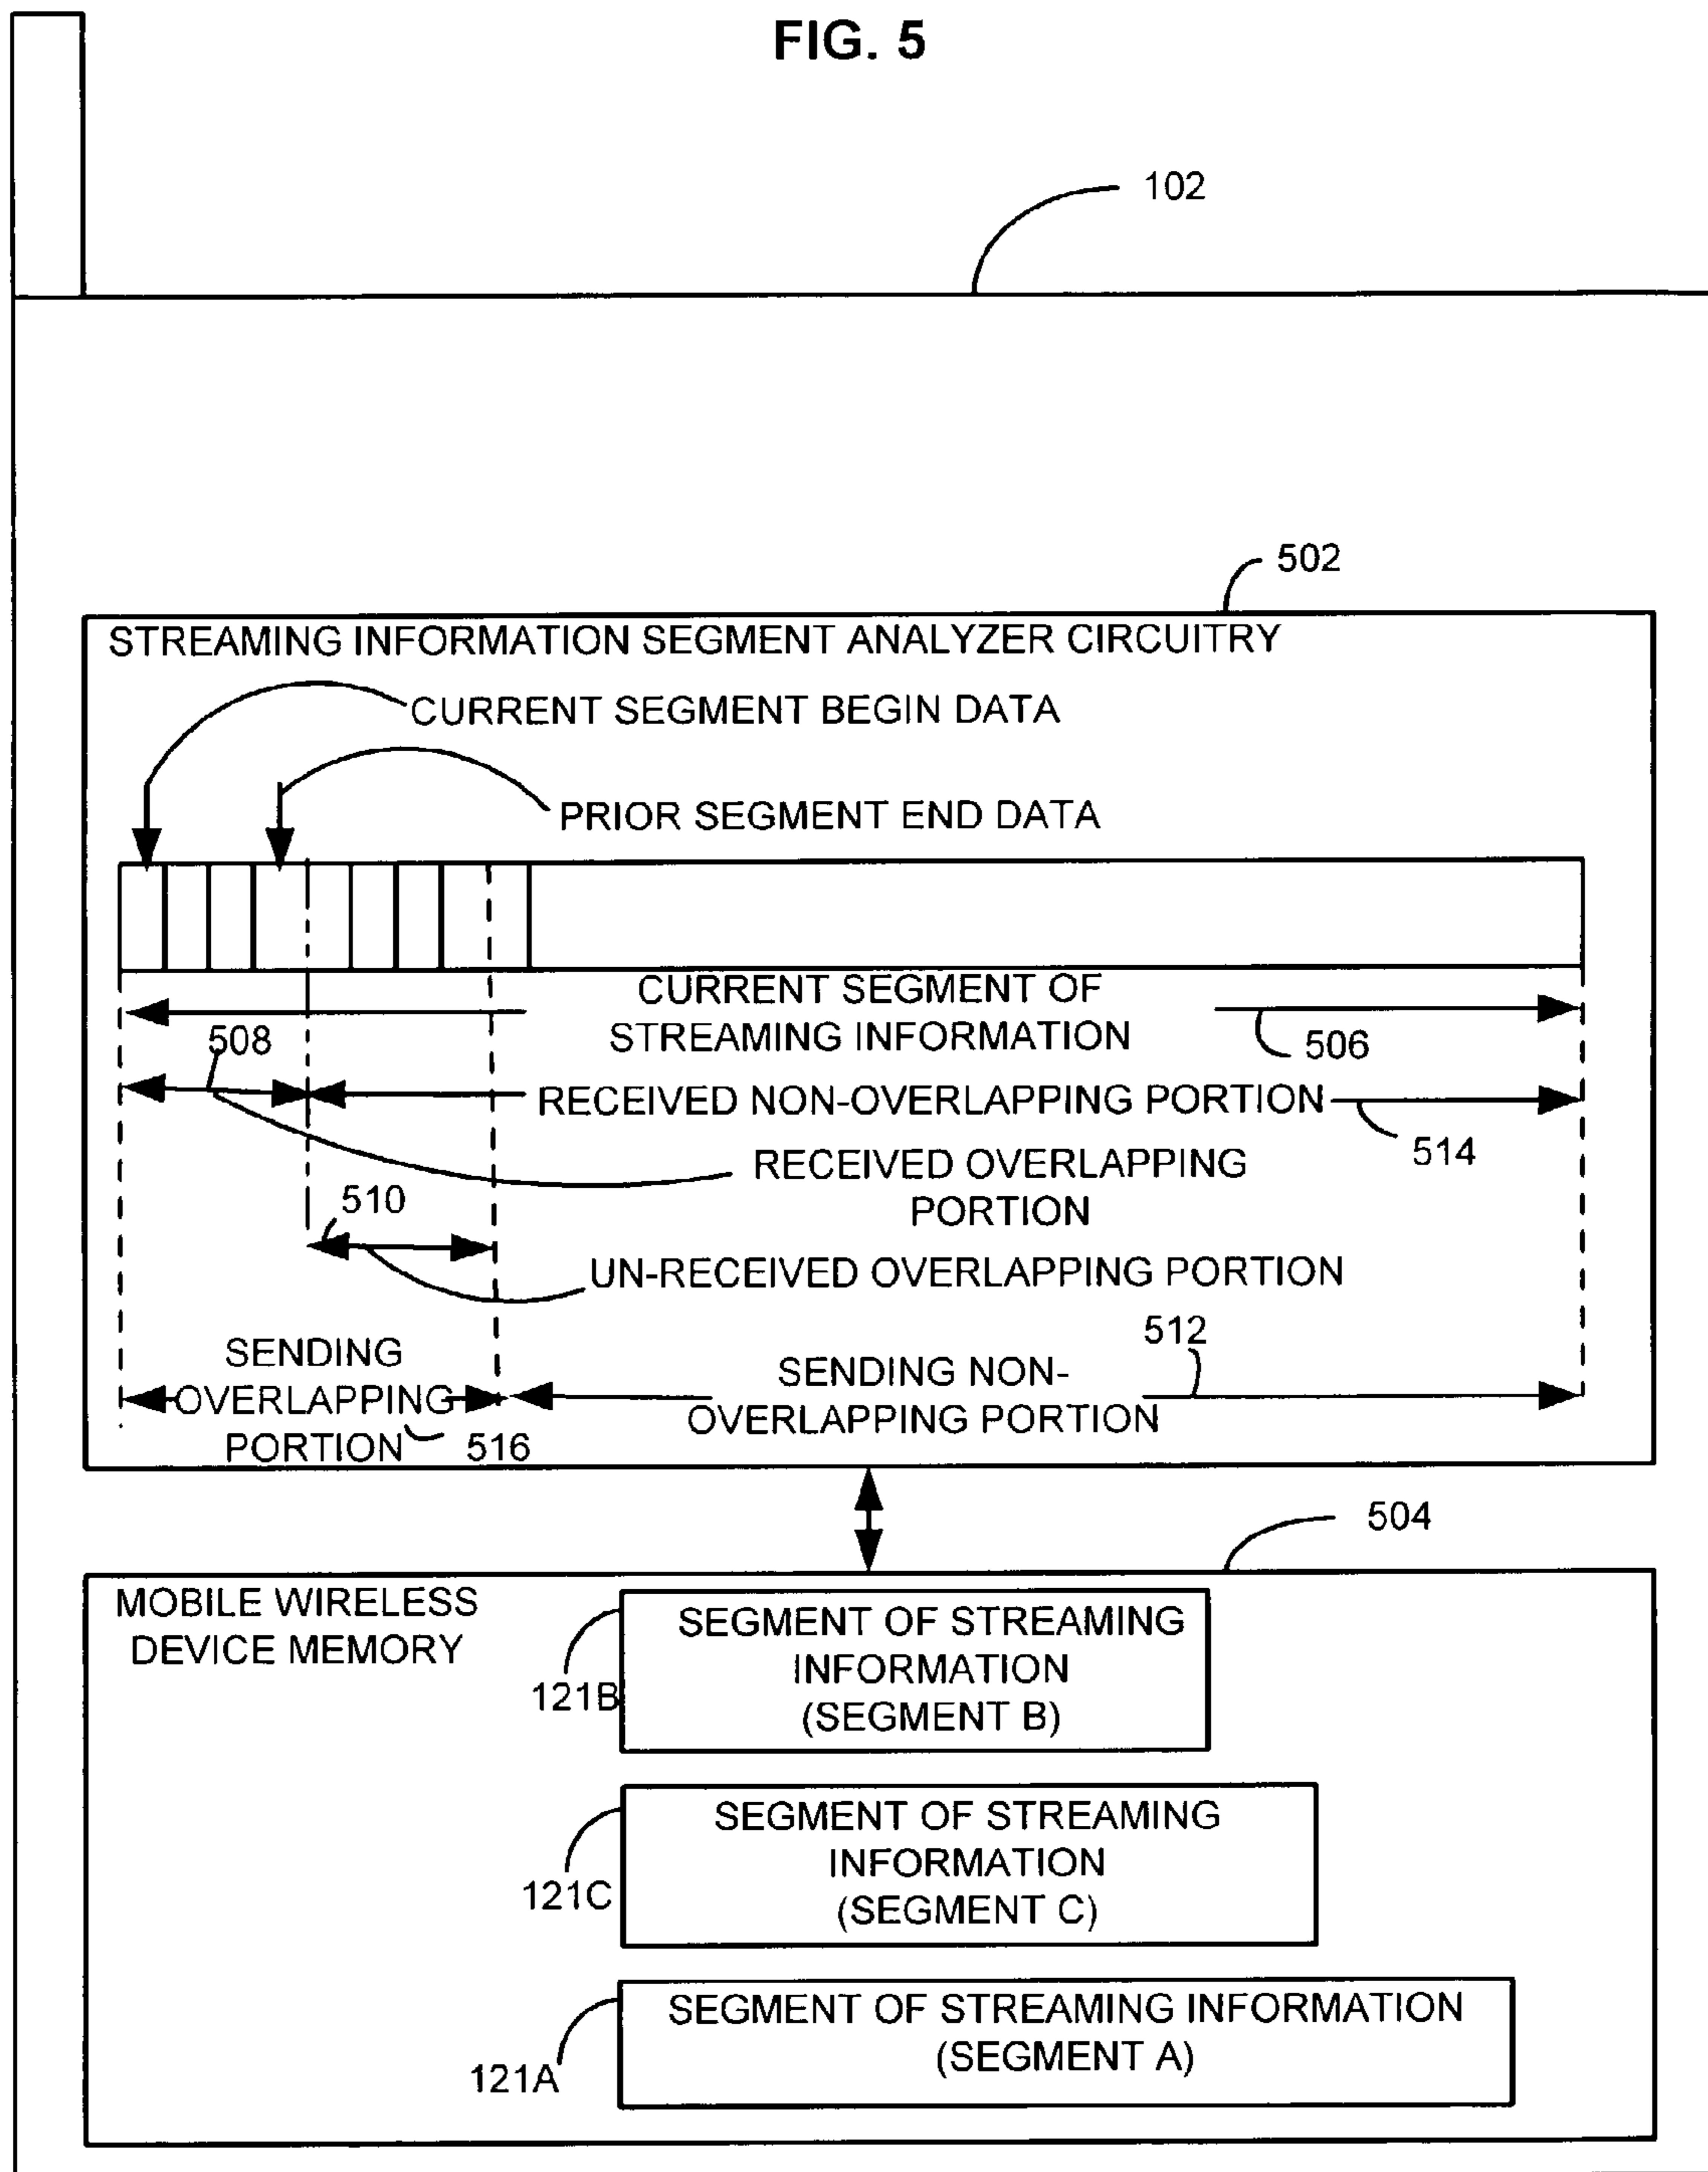 FIG. 5
102
502
STREAMING INFORMATION SEGMENT ANALYZER CIRCUITRY
CURRENT SEGMENT BEGIN DATA
PRIOR SEGMENT END DATA
CURRENT SEGMENT OF
STREAMING INFORMATION
506
508
RECEIVED NON-OVERLAPPING PORTION
514
RECEIVED OVERLAPPING
PORTION
510
UN-RECEIVED OVERLAPPING PORTION
512
SENDING
OVERLAPPING
PORTION
516
SENDING NON-
OVERLAPPING PORTION
504
MOBILE WIRELESS
DEVICE MEMORY
SEGMENT OF STREAMING
INFORMATION
(SEGMENT B)
121B
SEGMENT OF STREAMING
INFORMATION
(SEGMENT C)
121C
SEGMENT OF STREAMING INFORMATION
(SEGMENT A)
121A